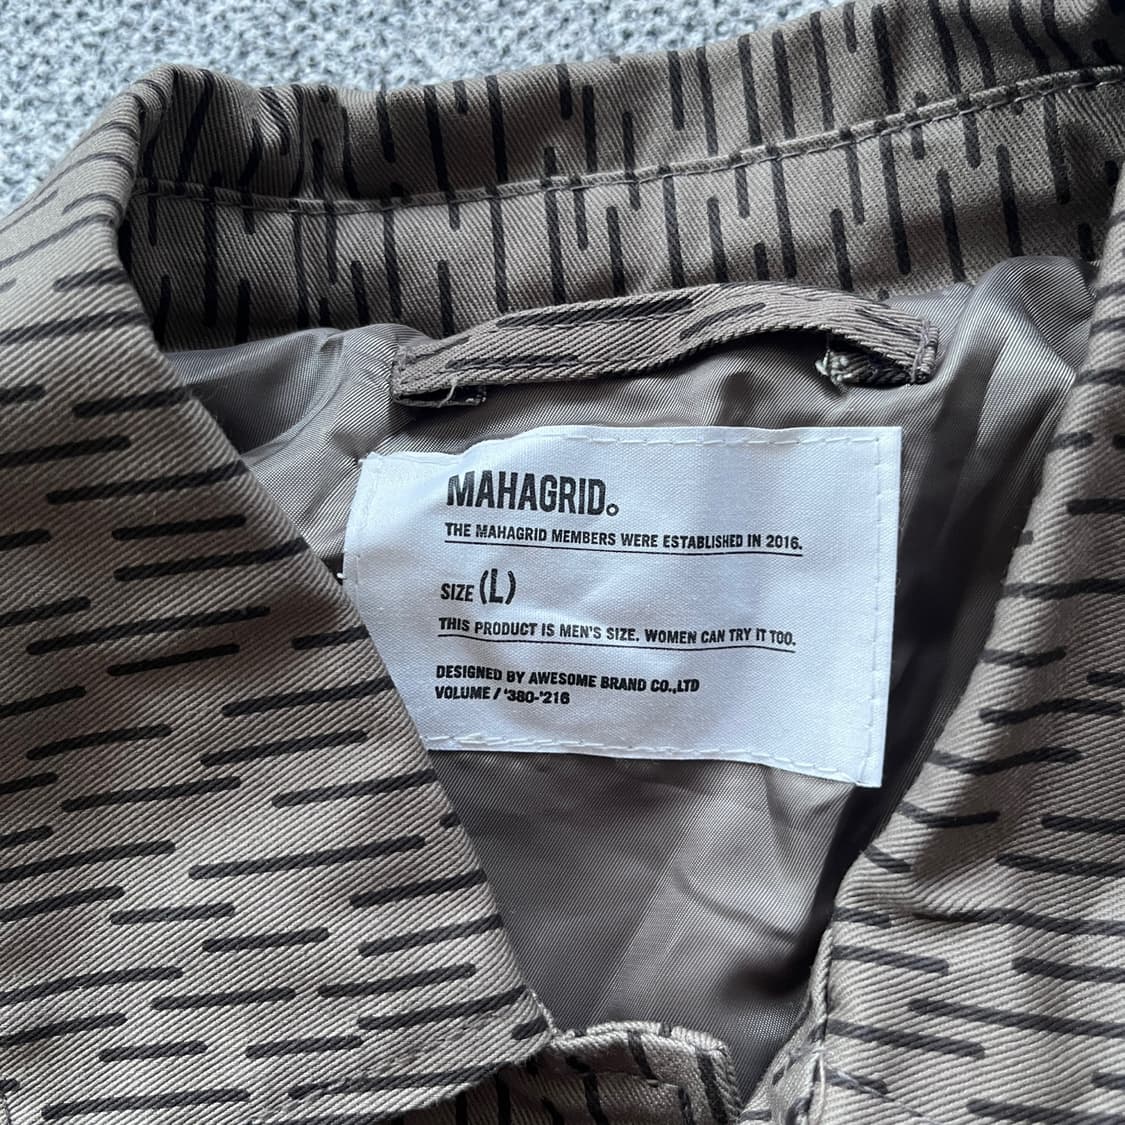 MAHAGRID.
THE MAHAGRID MEMBERS WERE ESTABLISHED IN 2016.
SIZE (L)
THIS PRODUCT IS MEN'S SIZE. WOMEN CAN TRY IT TOO.
DESIGNED BY AWESOME BRAND CO.,LTD
VOLUME / '380-'216